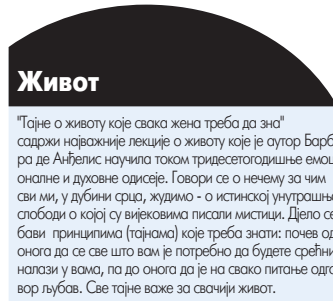 Живот
"Тајне о животу које свака жена треба да зна"
садржи најважније лекције о животу које је аутор Барб
ра де Анђелис научила током тридесетогодишње емоц
оналне и духовне одисеје. Говори се о нечему за чим
сви ми, у дубини срца, жудимо - о истинској унутрашње
слободи о којој су вијековима писали мистици. Дјело се
бави принципима (тајнама) које треба знати: почев од
онога да се све што вам је потребно да будете срећни
налази у вама, па до онога да је на свако питање одго
вор љубав. Све тајне важе за свачији живот.